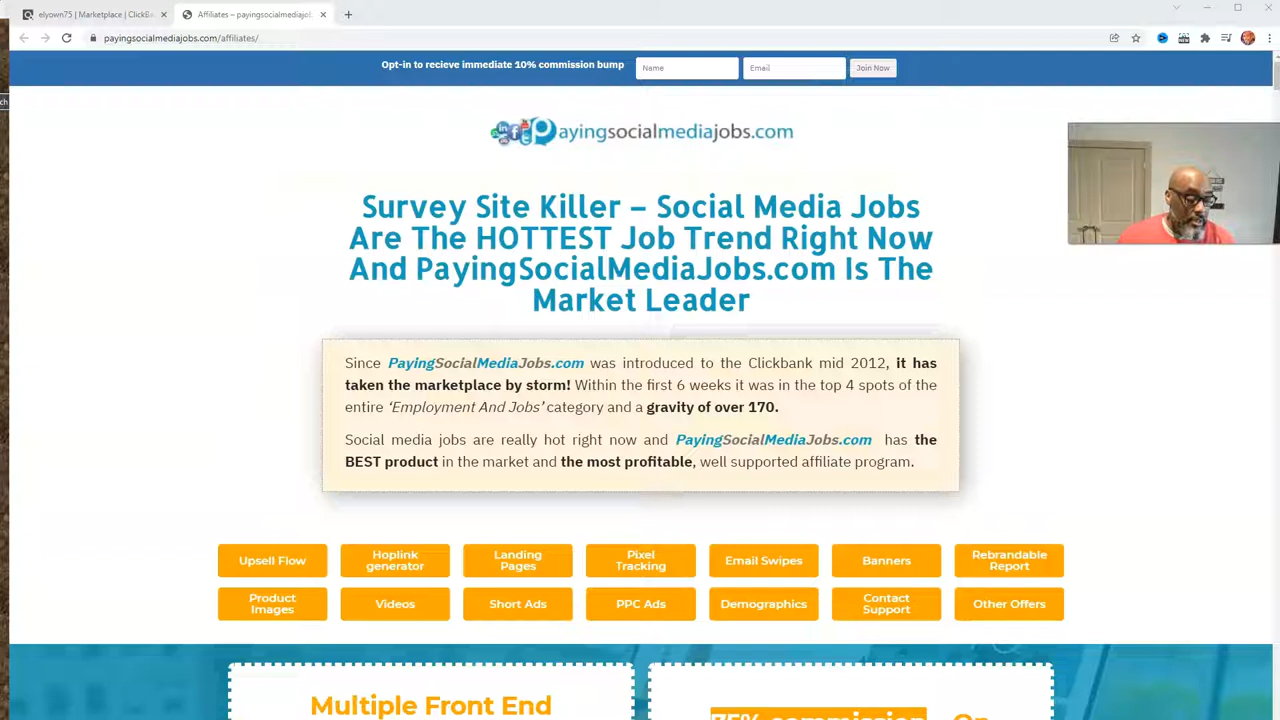 elyown75 | Marketplace | ClickBa
Affiliates – payingsocialmediajob
payingsocialmediajobs.com/affiliates/
Opt-in to recieve immediate 10% commission bump
Name
Email
Join Now
payingsocialmediajobs.com
Survey Site Killer – Social Media Jobs
Are The HOTTEST Job Trend Right Now
And PayingSocialMediaJobs.com Is The
Market Leader
Since PayingSocialMediaJobs.com was introduced to the Clickbank mid 2012, it has
taken the marketplace by storm! Within the first 6 weeks it was in the top 4 spots of the
entire ‘Employment And Jobs’ category and a gravity of over 170.
Social media jobs are really hot right now and PayingSocialMediaJobs.com has the
BEST product in the market and the most profitable, well supported affiliate program.
Upsell Flow
Hoplink
generator
Landing
Pages
Pixel
Tracking
Email Swipes
Banners
Rebrandable
Report
Product
Images
Videos
Short Ads
PPC Ads
Demographics
Contact
Support
Other Offers
Multiple Front End
75% commission On